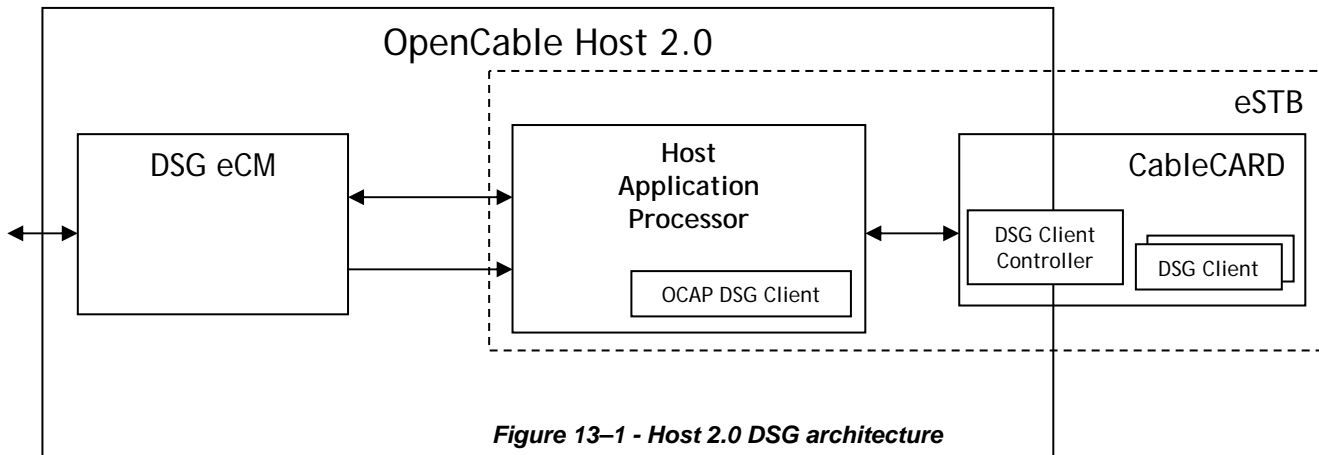 OpenCable Host 2.0
eSTB
DSG eCM
Host
Application
Processor
OCAP DSG Client
CableCARD
DSG Client
Controller
DSG Client
Figure 13–1 - Host 2.0 DSG architecture